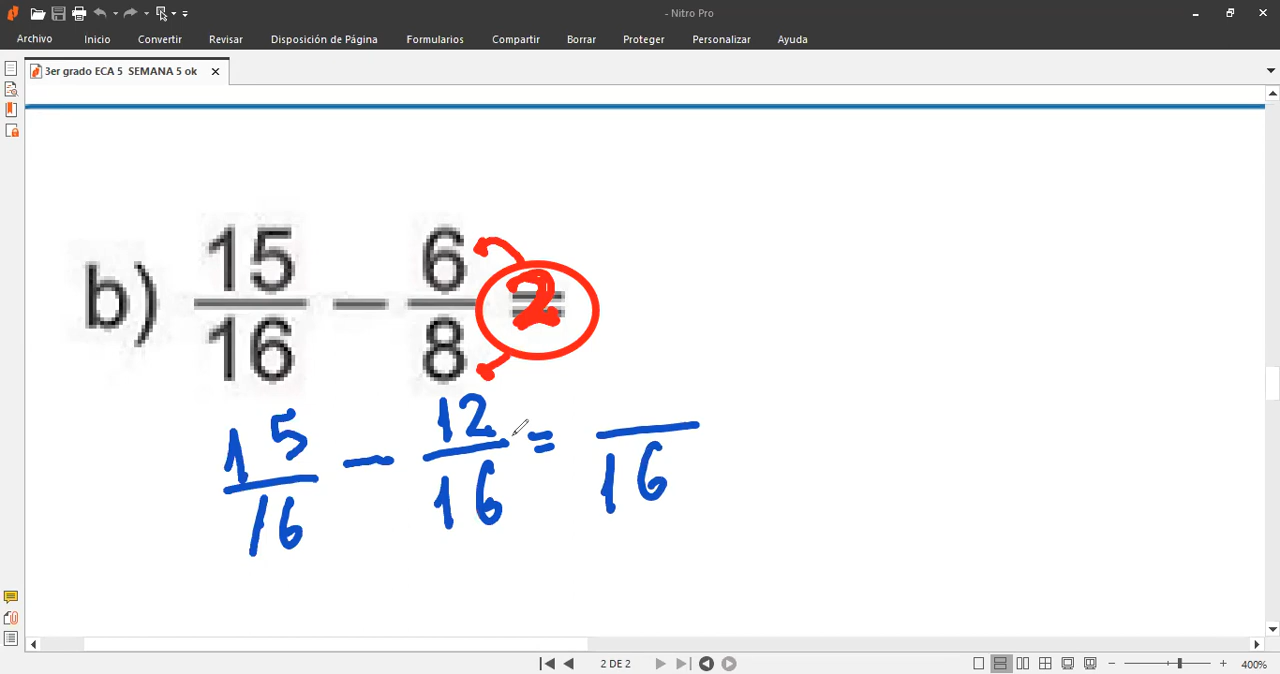 - Nitro Pro
Archivo Inicio Convertir Revisar Disposición de Página Formularios Compartir Borrar Proteger Personalizar Ayuda
3er grado ECA 5 SEMANA 5 ok
b) 15/16 − 6/8 =
2
15/16 − 12/16 = /16
2 DE 2
400%